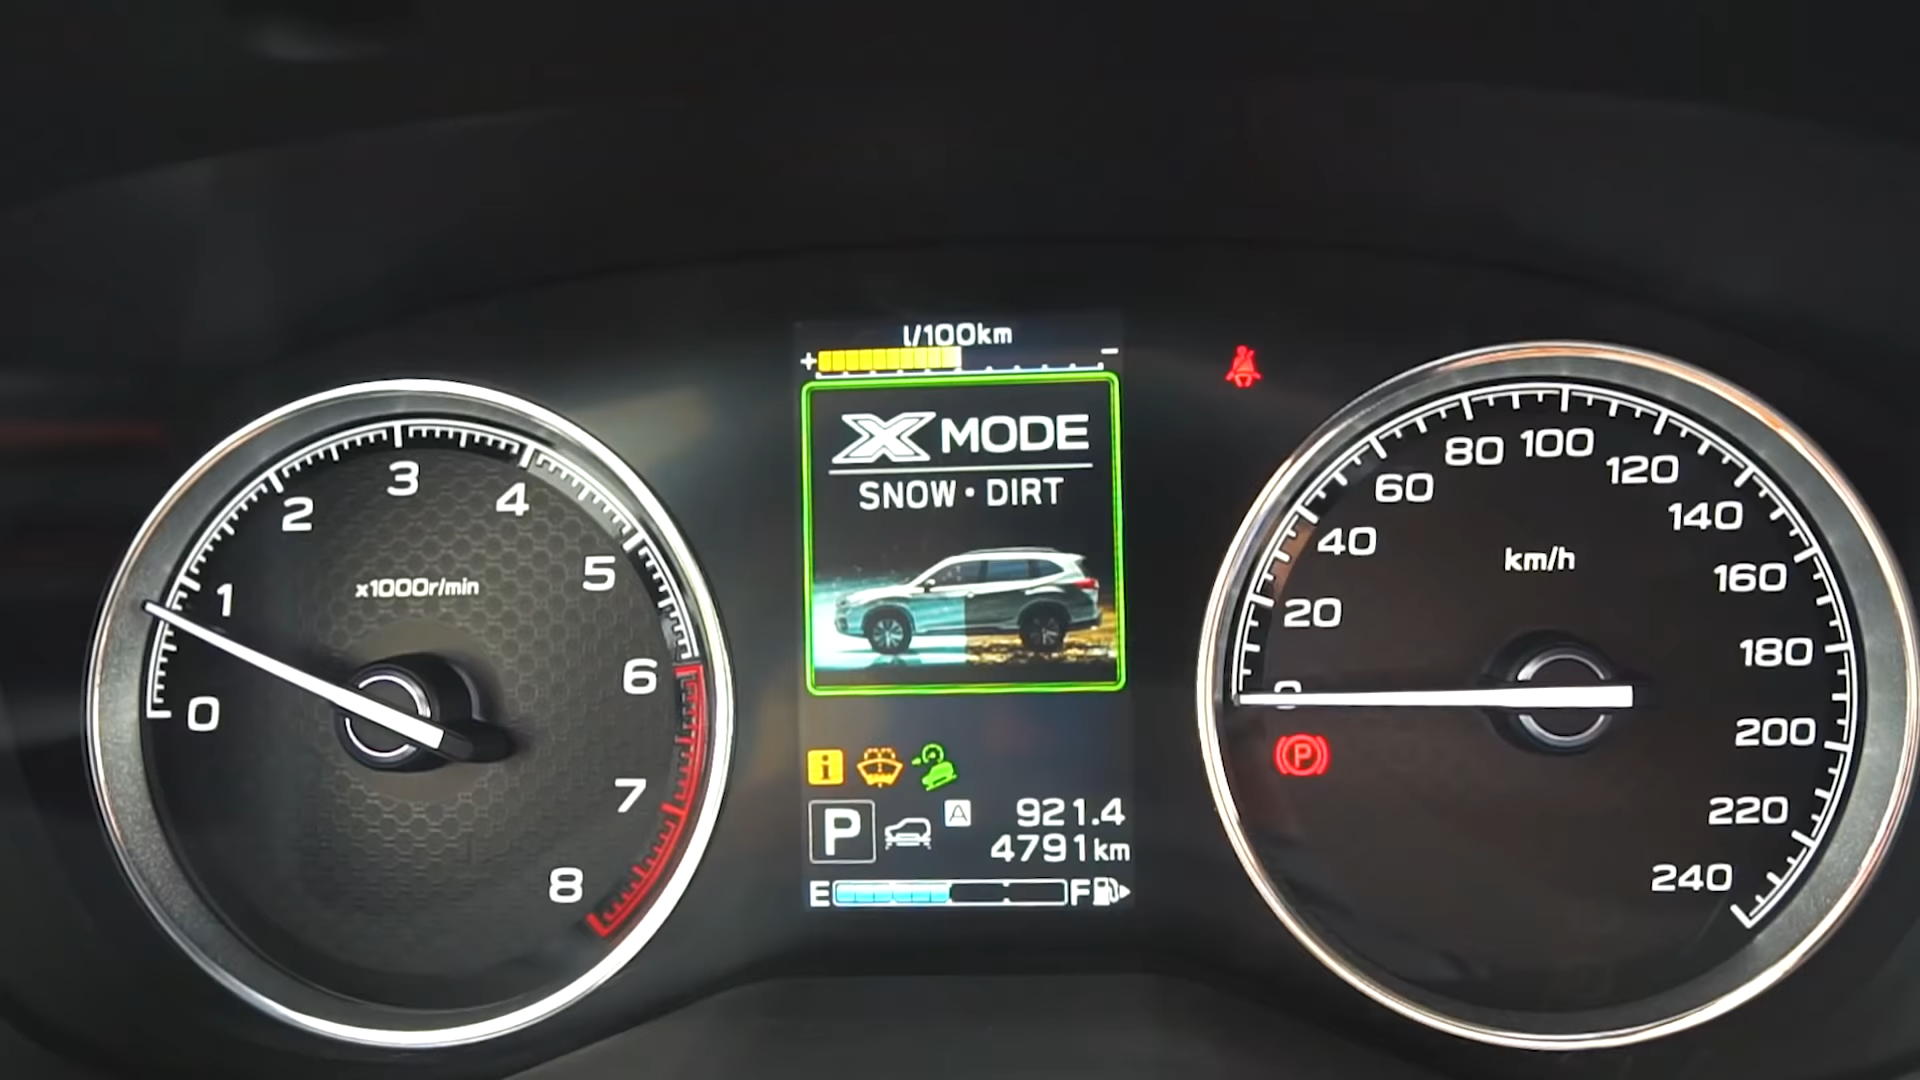 l/100km
+ −
X MODE
SNOW • DIRT
i
P
A
921.4
4791km
E F
0
1
2
3
4
5
6
7
8
x1000r/min
0
20
40
60
80
100
120
140
160
180
200
220
240
km/h
P